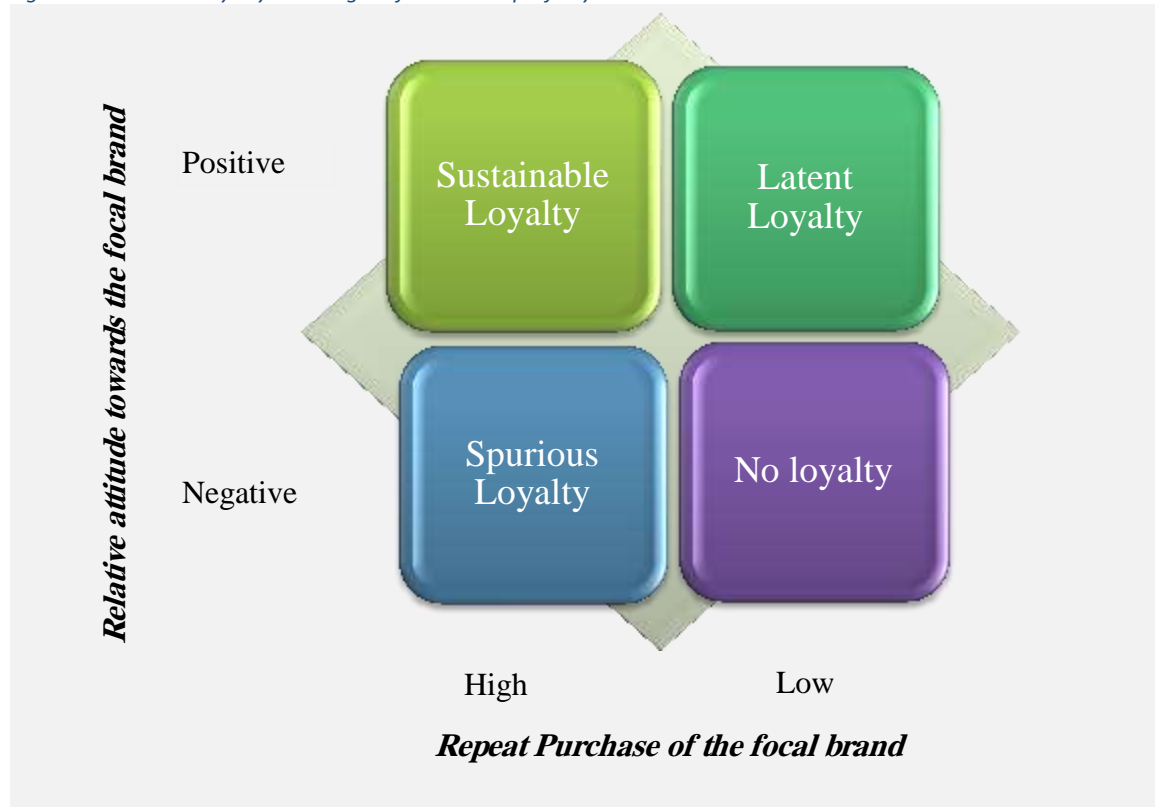 Relative attitude towards the focal brand
Positive
Sustainable
Loyalty
Latent
Loyalty
Negative
Spurious
Loyalty
No loyalty
High
Low
Repeat Purchase of the focal brand